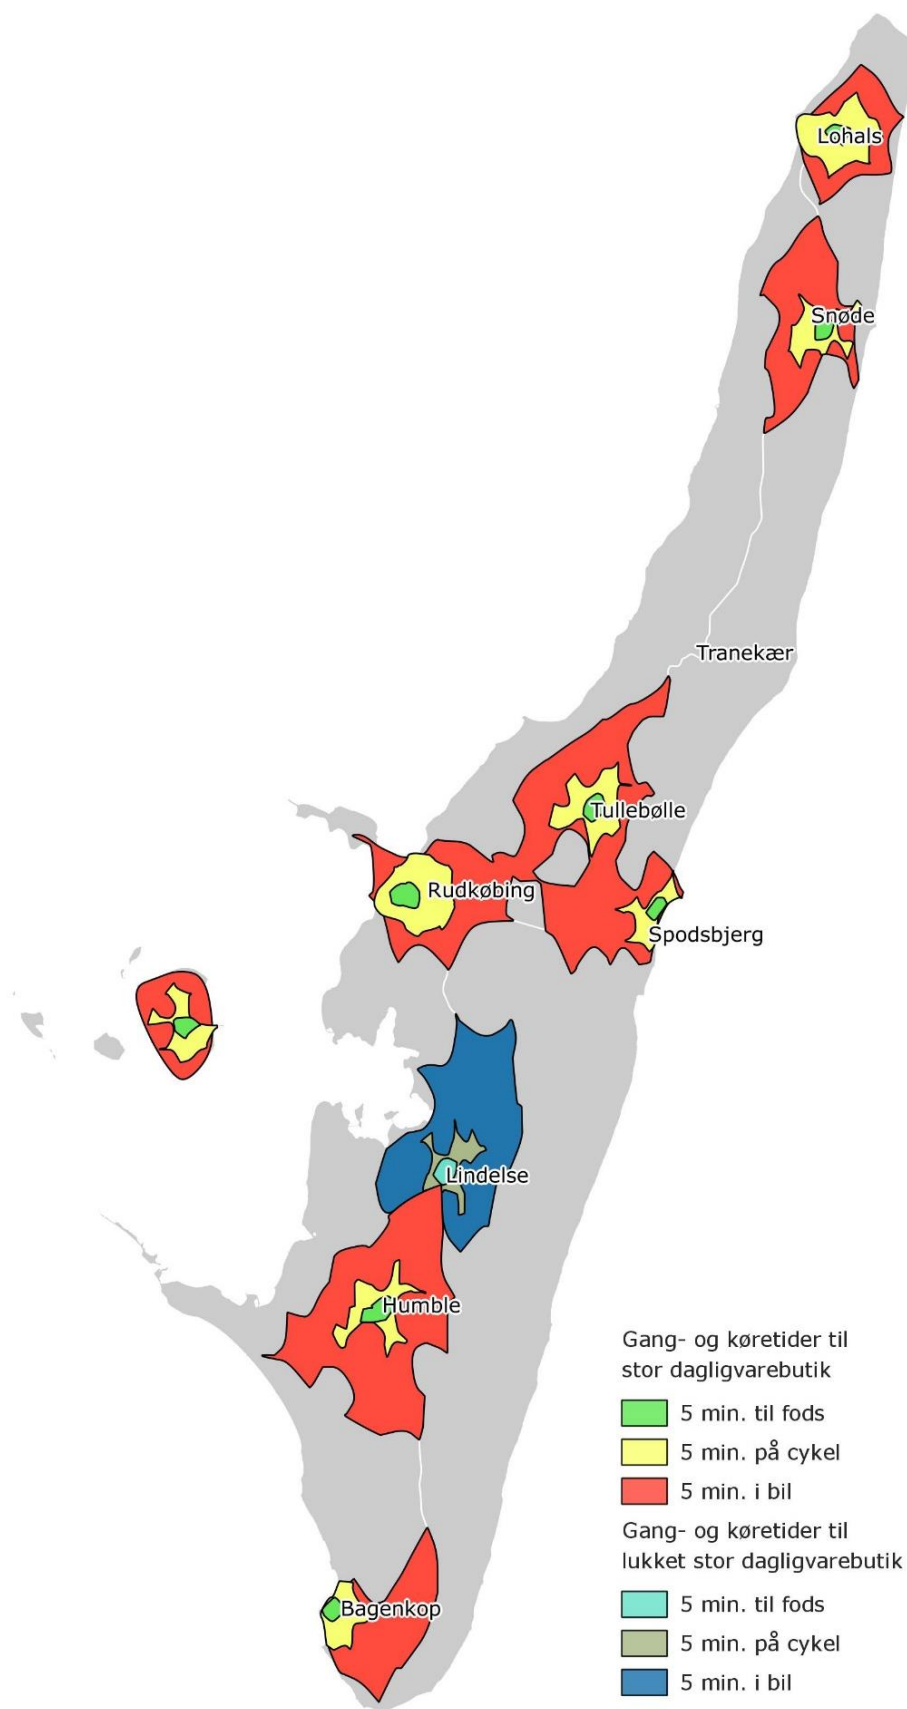 Lohals
Snøde
Tranekær
Tullebølle
Rudkøbing
Spodsbjerg
Lindelse
Humble
Bagenkop
Gang- og køretider til
stor dagligvarebutik
5 min. til fods
5 min. på cykel
5 min. i bil
Gang- og køretider til
lukket stor dagligvarebutik
5 min. til fods
5 min. på cykel
5 min. i bil